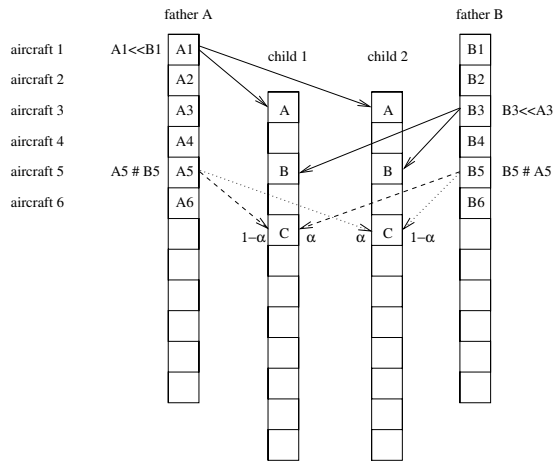 father A father B
aircraft 1 A1<<B1 A1 child 1 child 2 B1
aircraft 2 A2 B2
aircraft 3 A3 A A B3 B3<<A3
aircraft 4 A4 B4
aircraft 5 A5 # B5 A5 B B B5 B5 # A5
aircraft 6 A6 B6
1−α C α α C 1−α